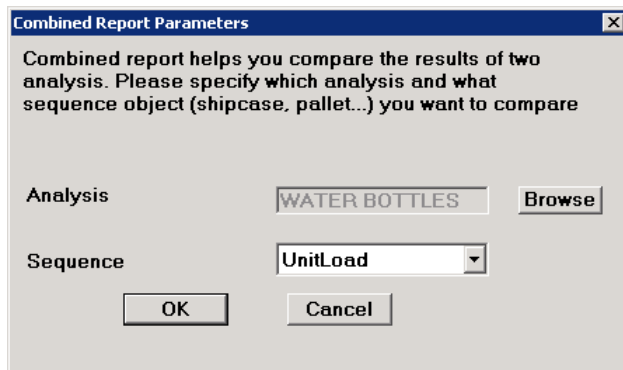 Combined Report Parameters
Combined report helps you compare the results of two
analysis. Please specify which analysis and what
sequence object (shipcase, pallet...) you want to compare
Analysis WATER BOTTLES Browse
Sequence UnitLoad
OK Cancel